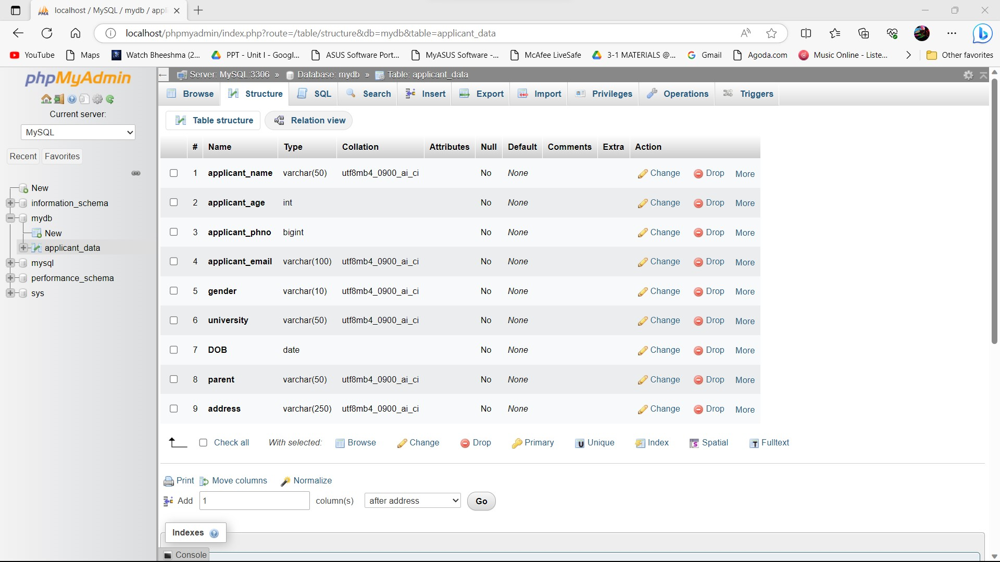 localhost / MySQL / mydb / appl
localhost/phpmyadmin/index.php?route=/table/structure&db=mydb&table=applicant_data
YouTube Maps Watch Bheeshma (2... PPT - Unit I - Googl... ASUS Software Port... MyASUS Software -... McAfee LiveSafe 3-1 MATERIALS @... Gmail Agoda.com Music Online - Liste... Other favorites
phpMyAdmin
Current server:
MySQL
Recent Favorites
New
information_schema
mydb
New
applicant_data
mysql
performance_schema
sys
Server: MySQL:3306 » Database: mydb » Table: applicant_data
Browse Structure SQL Search Insert Export Import Privileges Operations Triggers
Table structure Relation view
# Name Type Collation Attributes Null Default Comments Extra Action
1 applicant_name varchar(50) utf8mb4_0900_ai_ci No None Change Drop More
2 applicant_age int No None Change Drop More
3 applicant_phno bigint No None Change Drop More
4 applicant_email varchar(100) utf8mb4_0900_ai_ci No None Change Drop More
5 gender varchar(10) utf8mb4_0900_ai_ci No None Change Drop More
6 university varchar(50) utf8mb4_0900_ai_ci No None Change Drop More
7 DOB date No None Change Drop More
8 parent varchar(50) utf8mb4_0900_ai_ci No None Change Drop More
9 address varchar(250) utf8mb4_0900_ai_ci No None Change Drop More
Check all With selected: Browse Change Drop Primary Unique Index Spatial Fulltext
Print Move columns Normalize
Add 1 column(s) after address Go
Indexes
Console